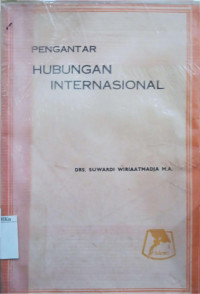 PENGANTAR
HUBUNGAN
INTERNASIONAL
DRS. SUWARDI WIRIAATMADJA M.A.